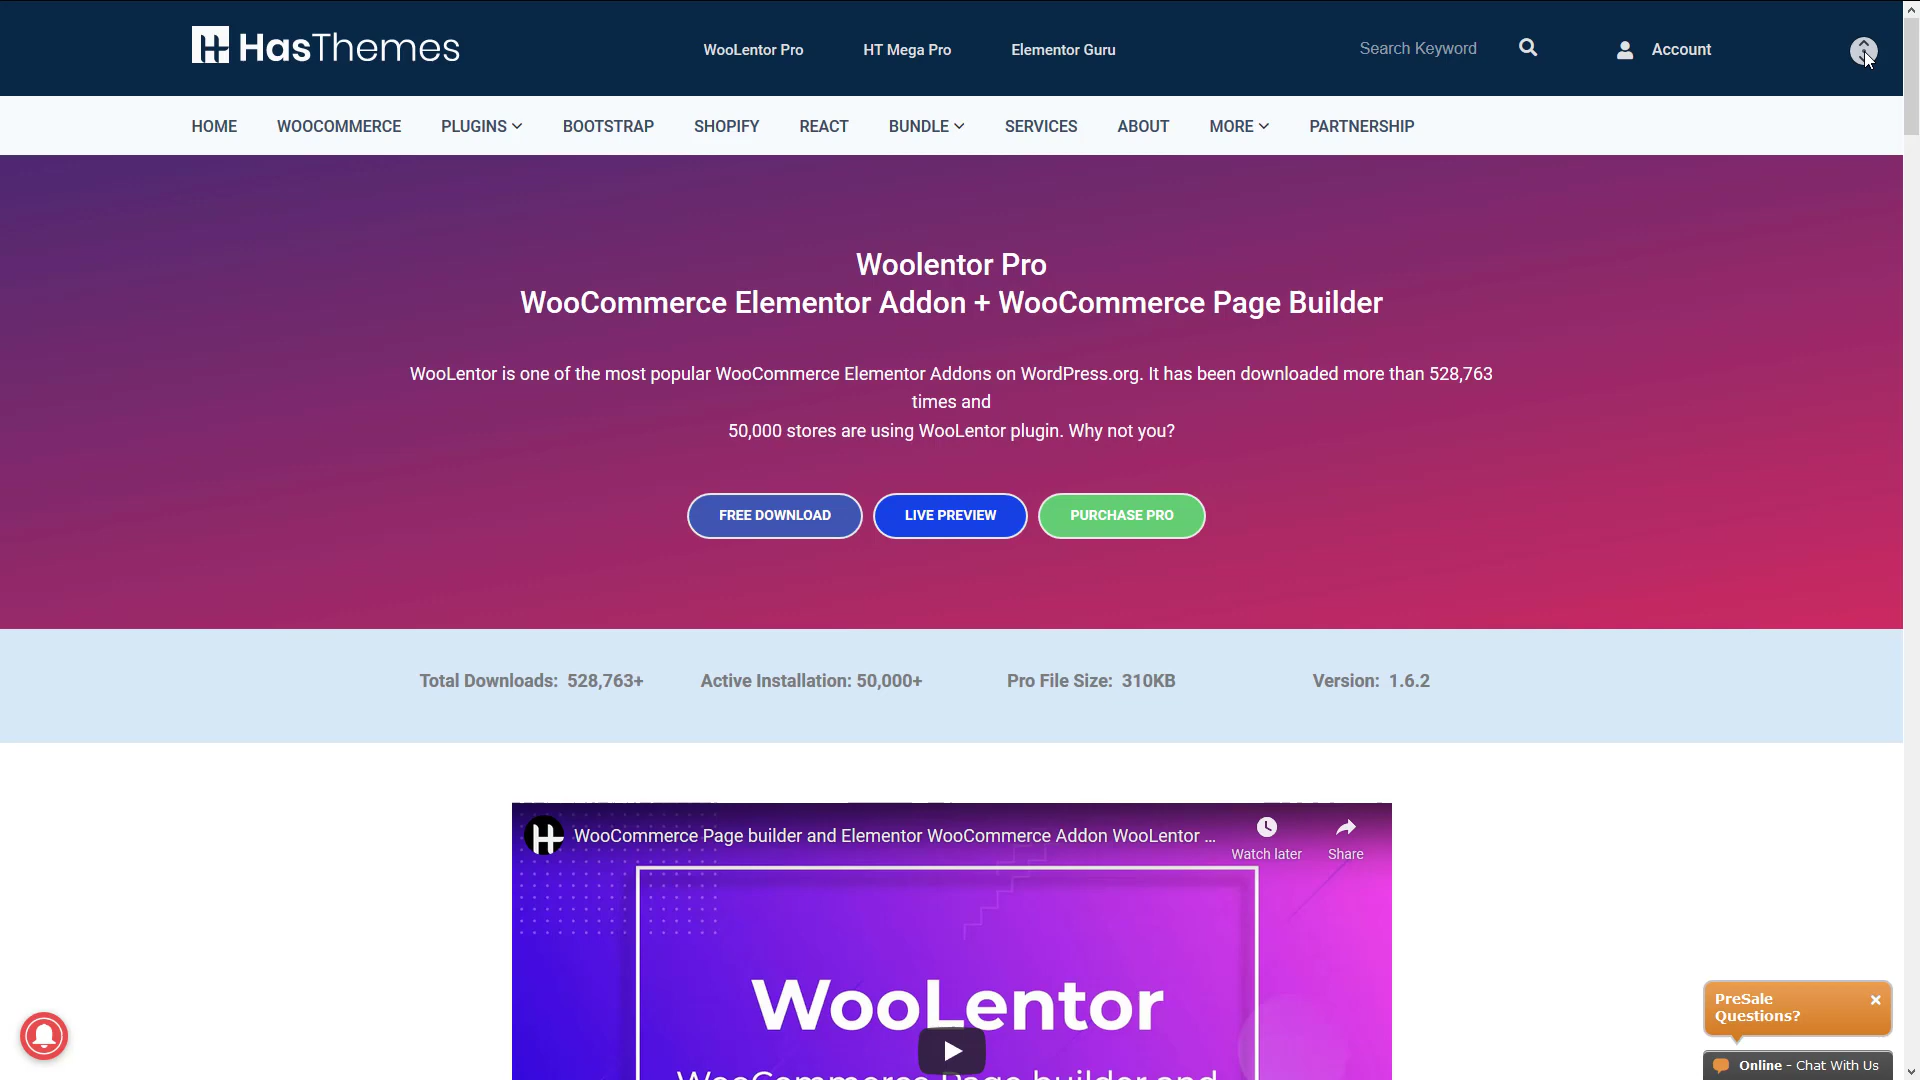 HasThemes
WooLentor Pro
HT Mega Pro
Elementor Guru
Search Keyword
Account
HOME
WOOCOMMERCE
PLUGINS
BOOTSTRAP
SHOPIFY
REACT
BUNDLE
SERVICES
ABOUT
MORE
PARTNERSHIP
Woolentor Pro
WooCommerce Elementor Addon + WooCommerce Page Builder
WooLentor is one of the most popular WooCommerce Elementor Addons on WordPress.org. It has been downloaded more than 528,763
times and
50,000 stores are using WooLentor plugin. Why not you?
FREE DOWNLOAD
LIVE PREVIEW
PURCHASE PRO
Total Downloads: 528,763+
Active Installation: 50,000+
Pro File Size: 310KB
Version: 1.6.2
WooCommerce Page builder and Elementor WooCommerce Addon WooLentor ...
Watch later
Share
WooLentor
WooCommerce Page builder and
PreSale
Questions?
Online - Chat With Us